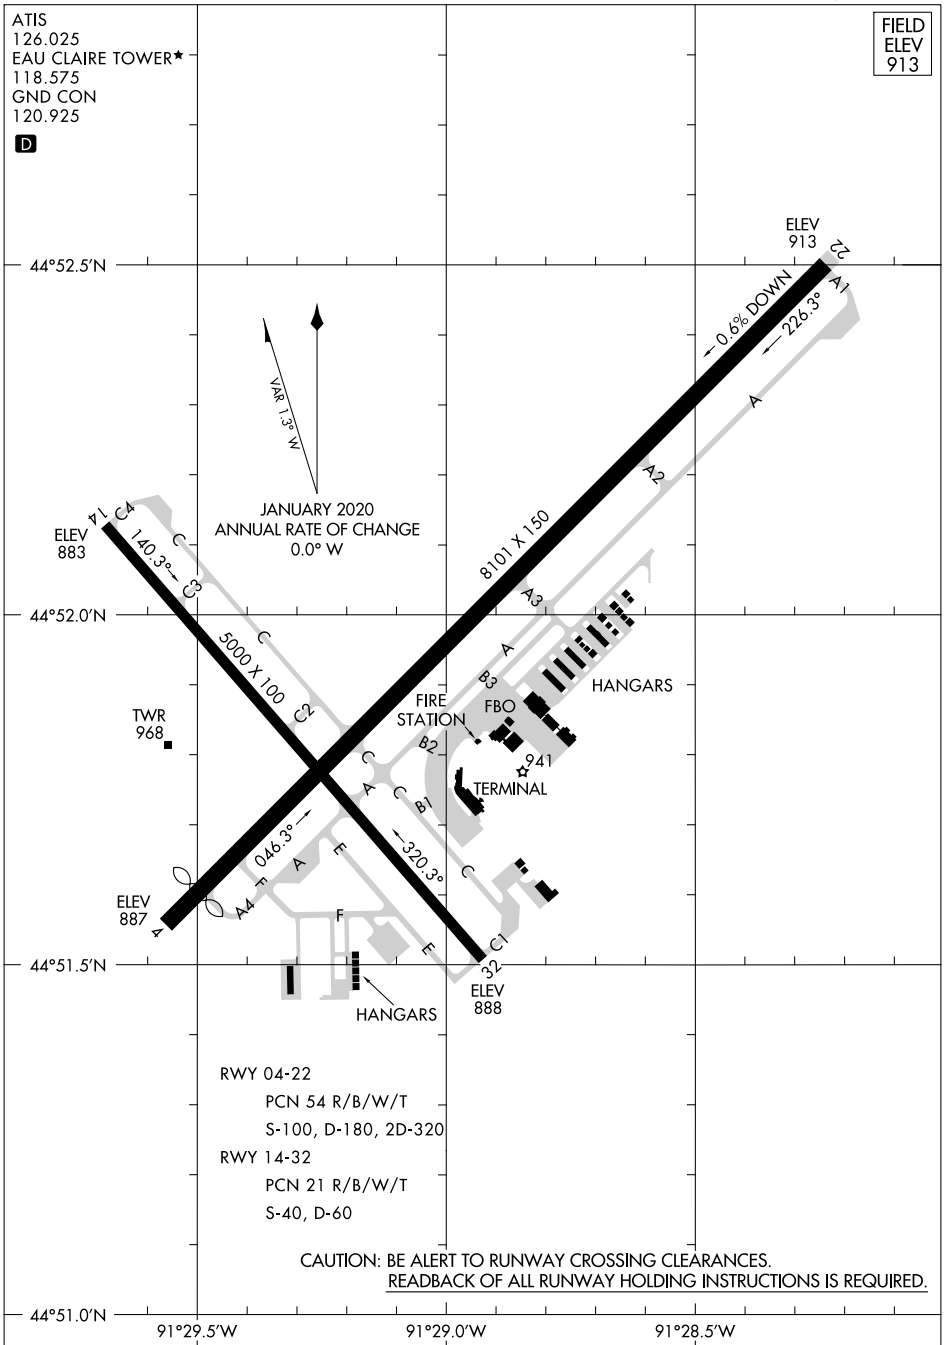 ATIS
126.025
EAU CLAIRE TOWER★
118.575
GND CON
120.925
D
FIELD
ELEV
913
ELEV
913
22
44°52.5'N
A1
0.6% DOWN
226.3°
A
VAR 1.3° W
A2
JANUARY 2020
ANNUAL RATE OF CHANGE
0.0° W
14
C4
ELEV
883
140.3°
C
8101 X 150
C3
A3
44°52.0'N
C
5000 X 100
A
B3
HANGARS
FIRE
STATION
FBO
C2
TWR
968
B2
C
941
A
C
B1
TERMINAL
046.3°
E
320.3°
A
C
F
ELEV
887
A4
F
4
E
C1
44°51.5'N
32
ELEV
888
HANGARS
RWY 04-22
PCN 54 R/B/W/T
S-100, D-180, 2D-320
RWY 14-32
PCN 21 R/B/W/T
S-40, D-60
CAUTION: BE ALERT TO RUNWAY CROSSING CLEARANCES.
READBACK OF ALL RUNWAY HOLDING INSTRUCTIONS IS REQUIRED.
44°51.0'N
91°29.5'W
91°29.0'W
91°28.5'W